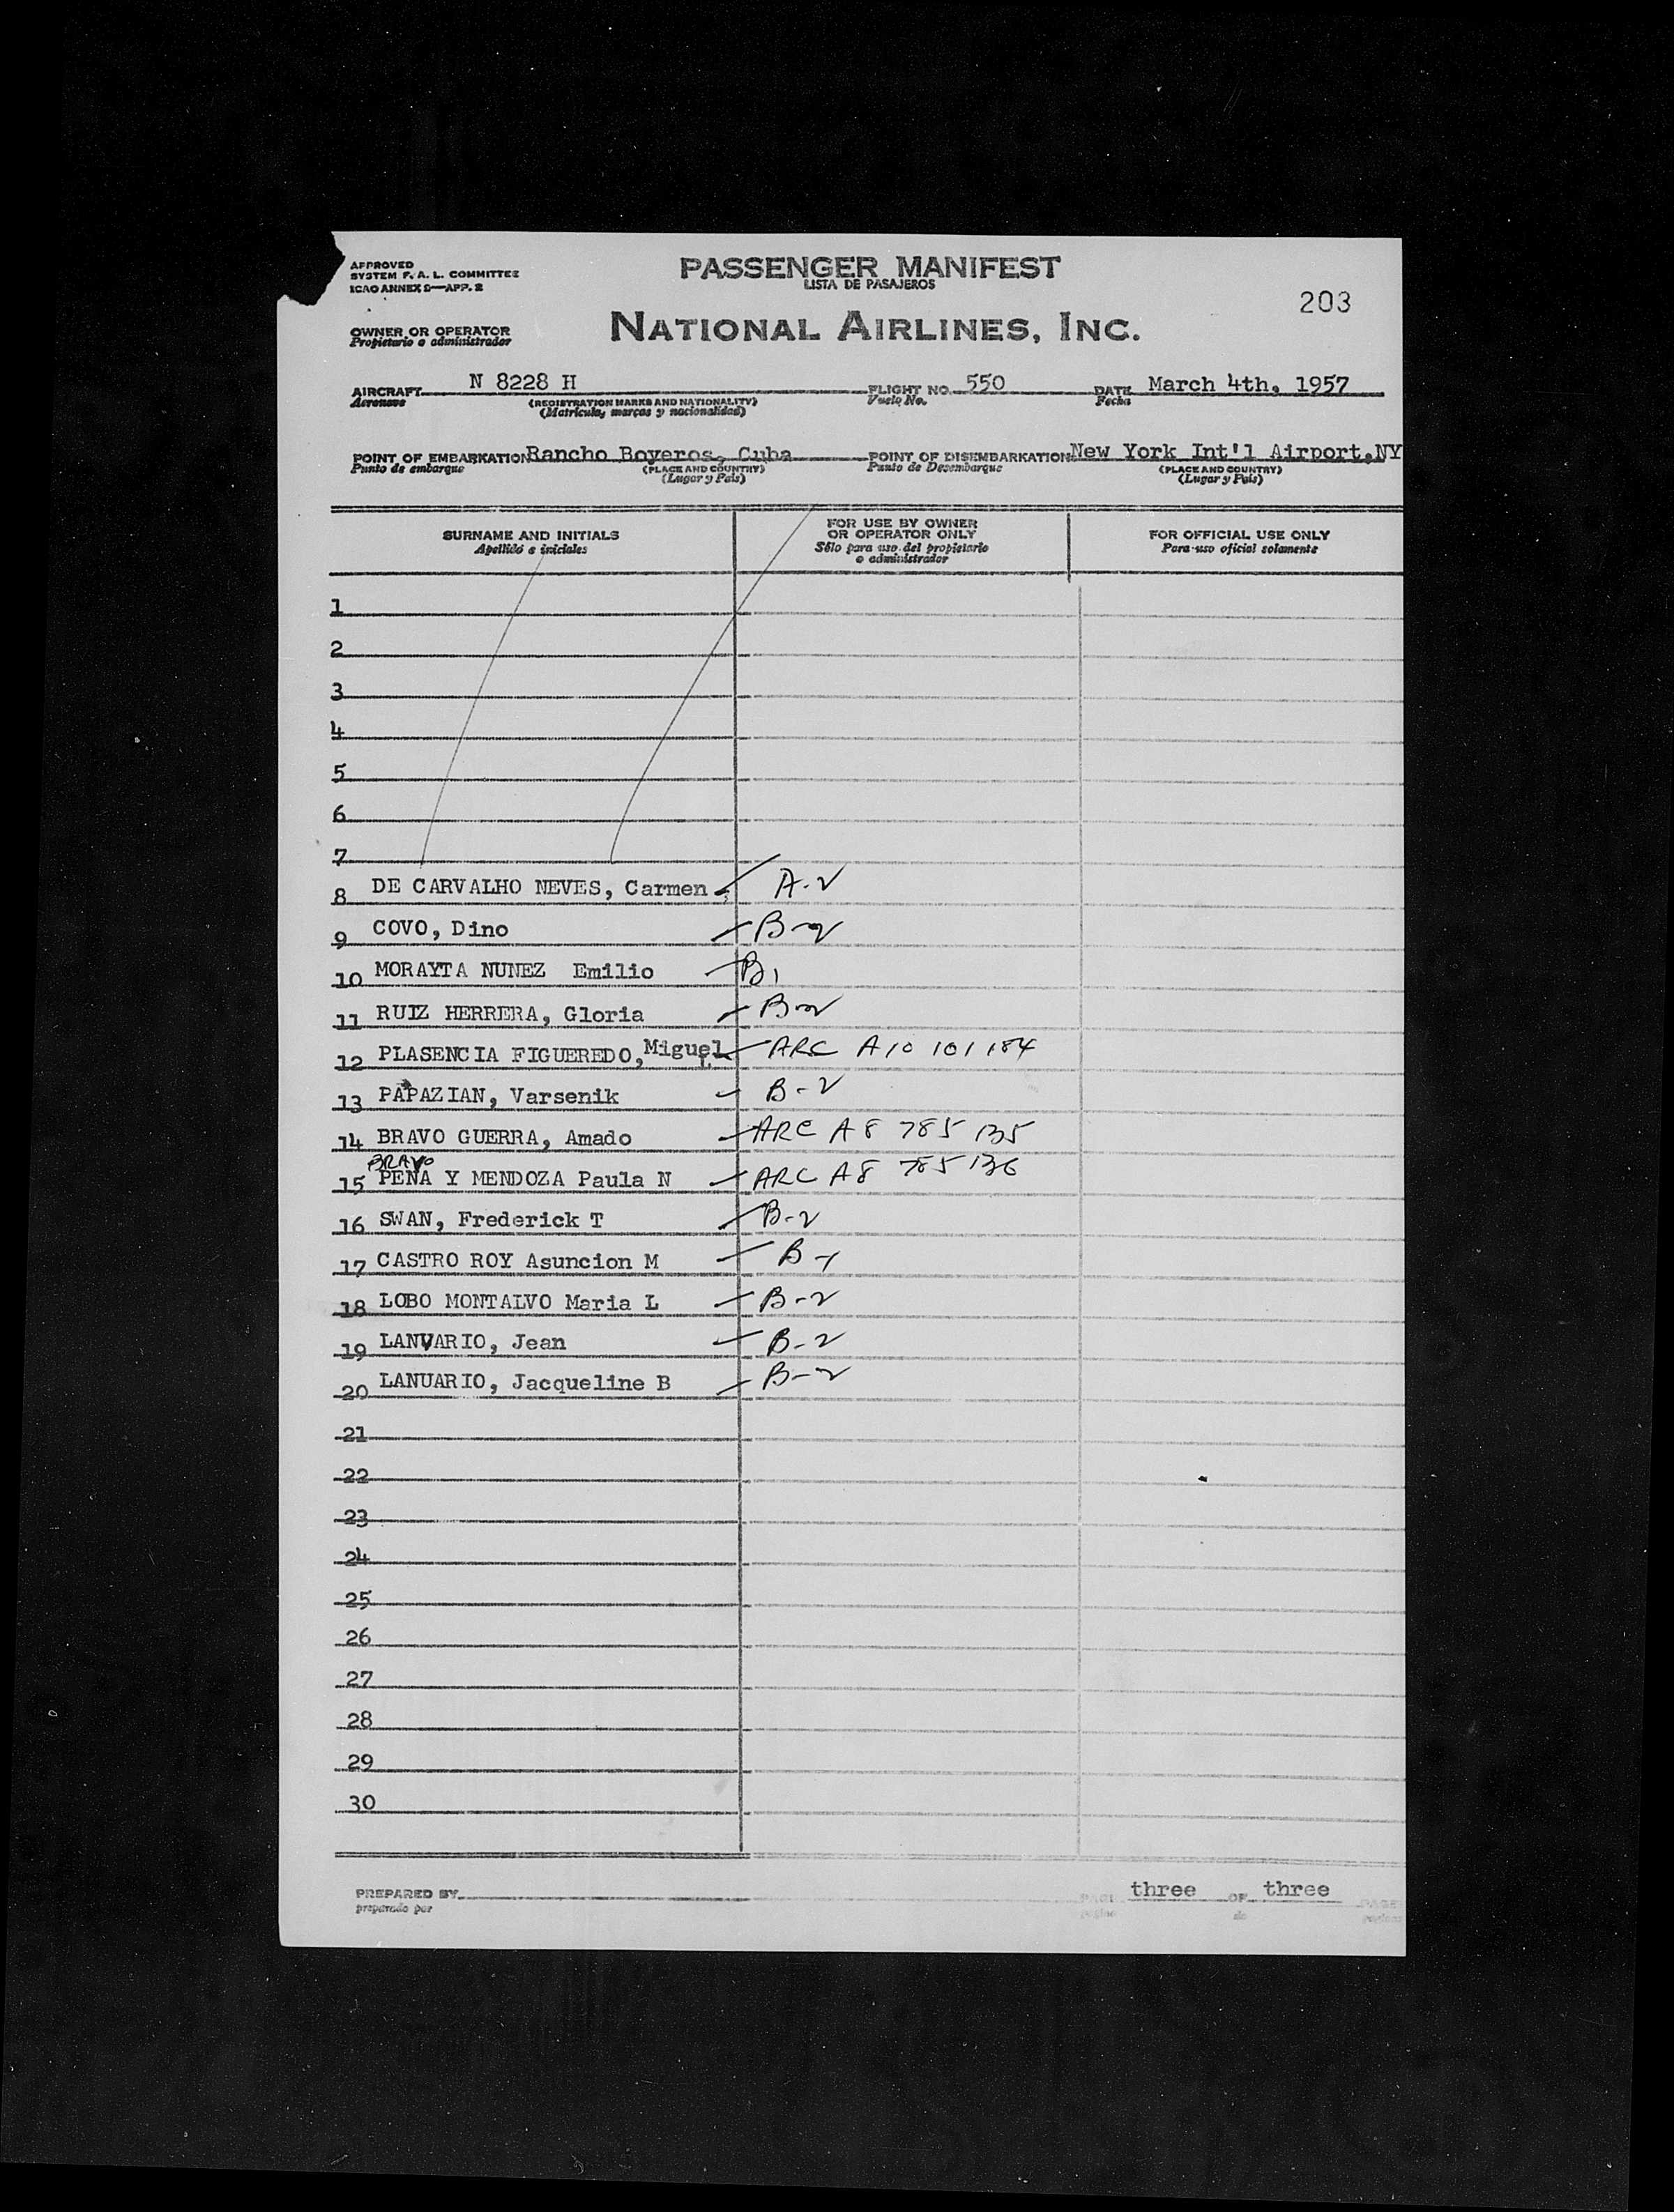 APPROVED
SYSTEM F. A. L. COMMITTEE
ICAO ANNEX 9—APP. 2
PASSENGER MANIFEST
LISTA DE PASAJEROS
203
OWNER OR OPERATOR
Propietario o administrador
NATIONAL AIRLINES, INC.
AIRCRAFT N 8228 H FLIGHT NO. 550 DATE March 4th, 1957
Aeronave (REGISTRATION MARKS AND NATIONALITY) Vuelo No. Fecha
(Matricula, marcas y nacionalidad)
POINT OF EMBARKATION Rancho Boyeros, Cuba POINT OF DISEMBARKATION New York Int'l Airport,NY
Punto de embarque (PLACE AND COUNTRY) Punto de Desembarque (PLACE AND COUNTRY)
(Lugar y Pais) (Lugar y Pais)
SURNAME AND INITIALS
Apellido e iniciales
FOR USE BY OWNER
OR OPERATOR ONLY
Sólo para uso del propietario
o administrador
FOR OFFICIAL USE ONLY
Para uso oficial solamente
1
2
3
4
5
6
7
8 DE CARVALHO NEVES, Carmen A-2
9 COVO, Dino B-2
10 MORAYTA NUNEZ Emilio B1
11 RUIZ HERRERA, Gloria B-2
12 PLASENCIA FIGUEREDO, Miguel ARC A10 101 184
13 PAPAZIAN, Varsenik B-2
14 BRAVO GUERRA, Amado ARC A8 785 135
BRAVO
15 PENA Y MENDOZA Paula N ARC A8 785 136
16 SWAN, Frederick T B-2
17 CASTRO ROY Asuncion M B-1
18 LOBO MONTALVO Maria L B-2
19 LANVARIO, Jean B-2
20 LANUARIO, Jacqueline B B-2
21
22
23
24
25
26
27
28
29
30
PREPARED BY
preparado por
PAGE three OF three PAGE
página de